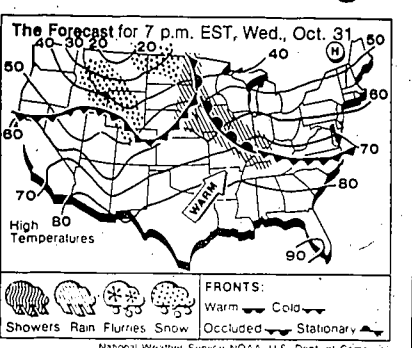 The Forecast for 7 p.m. EST, Wed., Oct. 31
40 30 20 20 40 H 50
50
60
60
70
80
70
80
90
WARM
High
Temperatures
FRONTS:
Warm Cold
Showers Rain Flurries Snow Occluded Stationary
National Weather Service NOAA U.S. Dept. of